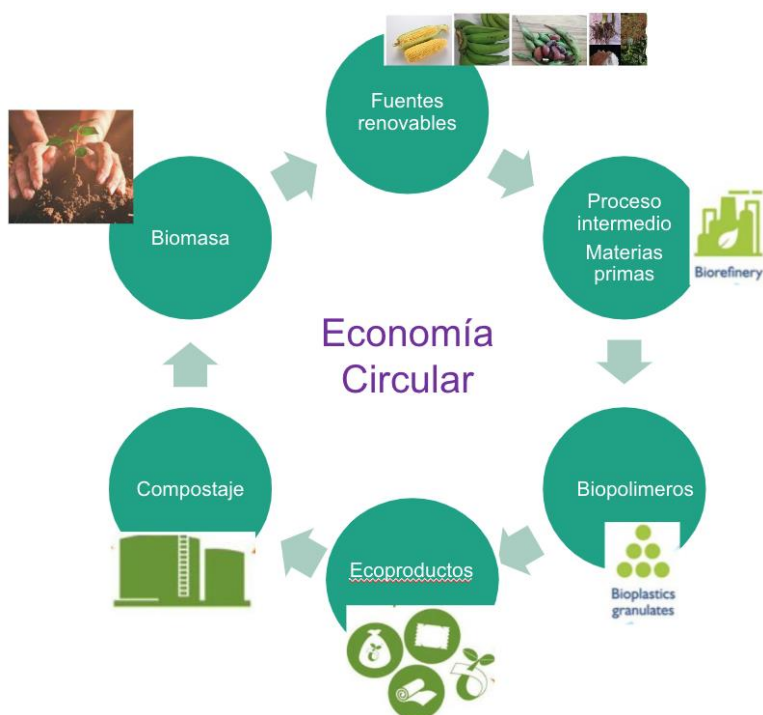 Fuentes
renovables
Proceso
intermedio
Materias
primas
Biorefinery
Biopolimeros
Bioplastics
granulates
Ecoproductos
Compostaje
Biomasa
Economía
Circular